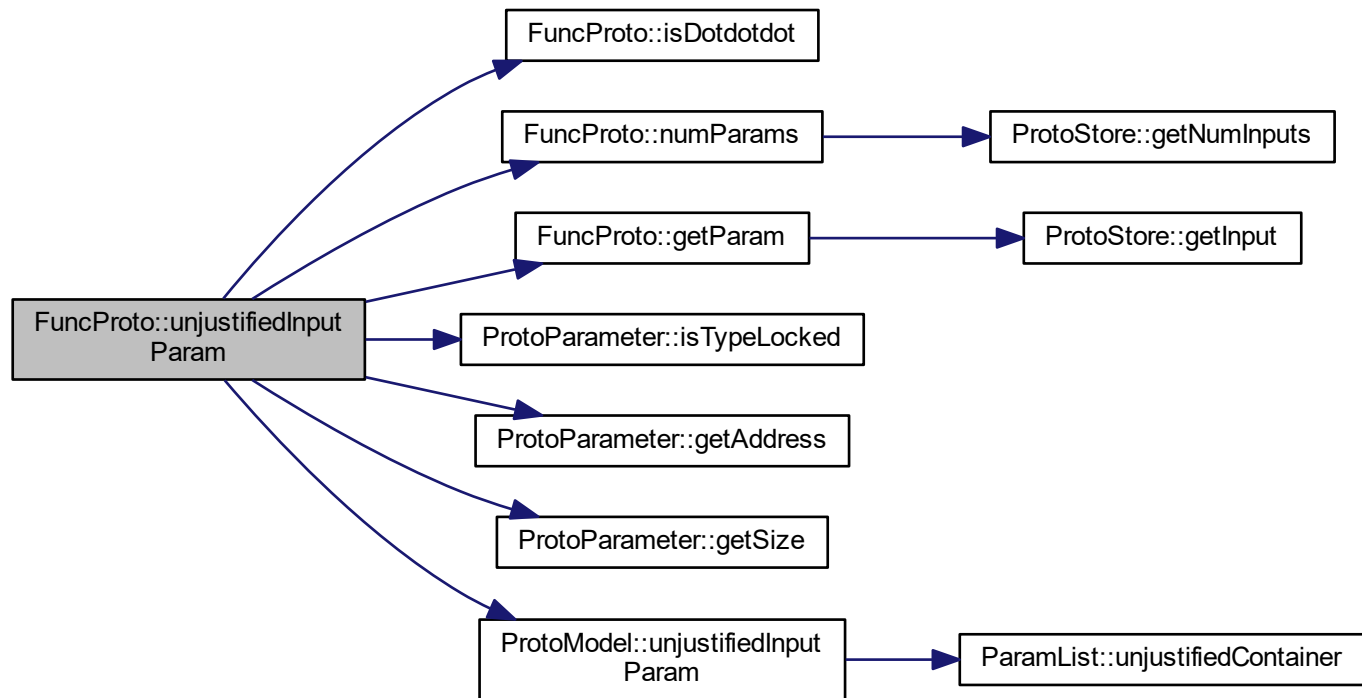 FuncProto::isDotdotdot
FuncProto::numParams
ProtoStore::getNumInputs
FuncProto::getParam
ProtoStore::getInput
FuncProto::unjustifiedInput
Param
ProtoParameter::isTypeLocked
ProtoParameter::getAddress
ProtoParameter::getSize
ProtoModel::unjustifiedInput
Param
ParamList::unjustifiedContainer